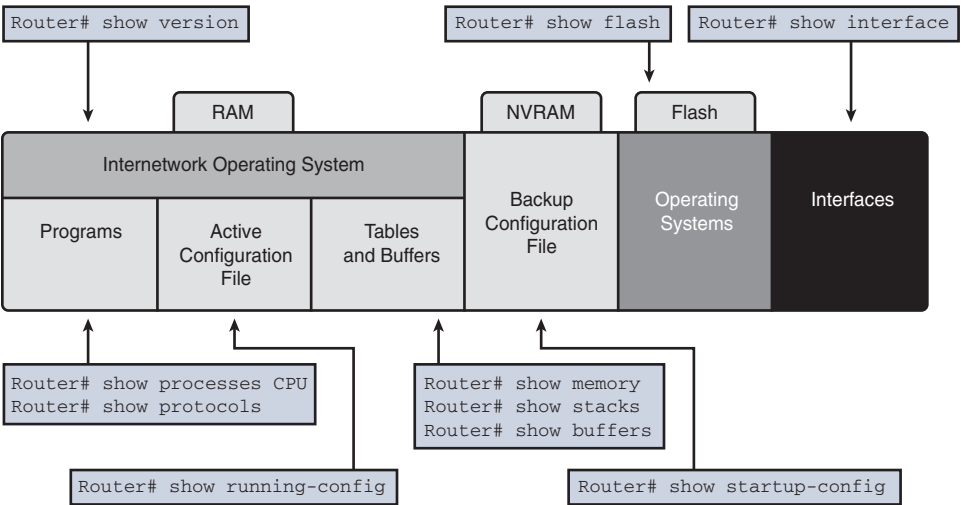 Router# show version
Router# show flash
Router# show interface
RAM
NVRAM
Flash
Internetwork Operating System
Programs
Active
Configuration
File
Tables
and Buffers
Backup
Configuration
File
Operating
Systems
Interfaces
Router# show processes CPU
Router# show protocols
Router# show memory
Router# show stacks
Router# show buffers
Router# show running-config
Router# show startup-config